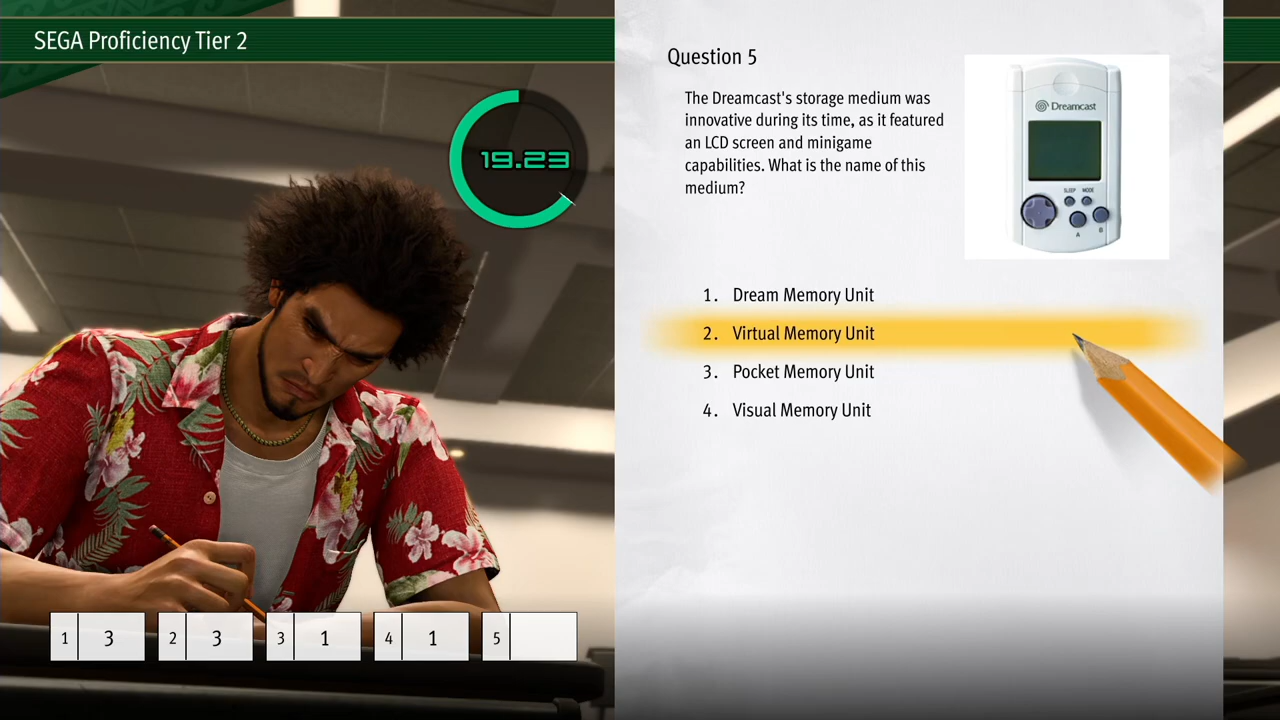 SEGA Proficiency Tier 2
19.23
Question 5
The Dreamcast's storage medium was
innovative during its time, as it featured
an LCD screen and minigame
capabilities. What is the name of this
medium?
Dreamcast
SLEEP MODE
A B
1. Dream Memory Unit
2. Virtual Memory Unit
3. Pocket Memory Unit
4. Visual Memory Unit
1 3 2 3 3 1 4 1 5